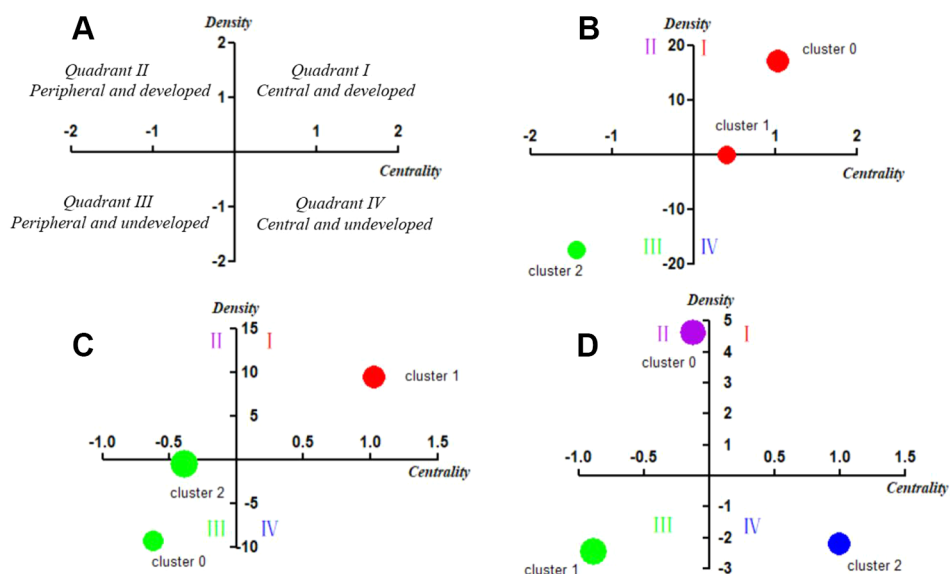 A
Density
2
Quadrant II
Peripheral and developed
Quadrant I
Central and developed
1
-2
-1
1
2
Centrality
Quadrant III
Peripheral and undeveloped
-1
Quadrant IV
Central and undeveloped
-2
B
Density
20
II
I
cluster 0
10
cluster 1
-2
-1
1
2
Centrality
-10
III
IV
cluster 2
-20
C
Density
15
II
I
10
cluster 1
5
-1.0
-0.5
0.5
1.0
1.5
Centrality
cluster 2
-5
III
IV
cluster 0
-10
D
Density
5
II
I
cluster 0
4
3
2
1
-1.0
-0.5
0.5
1.0
1.5
Centrality
-1
III
IV
-2
cluster 1
cluster 2
-3